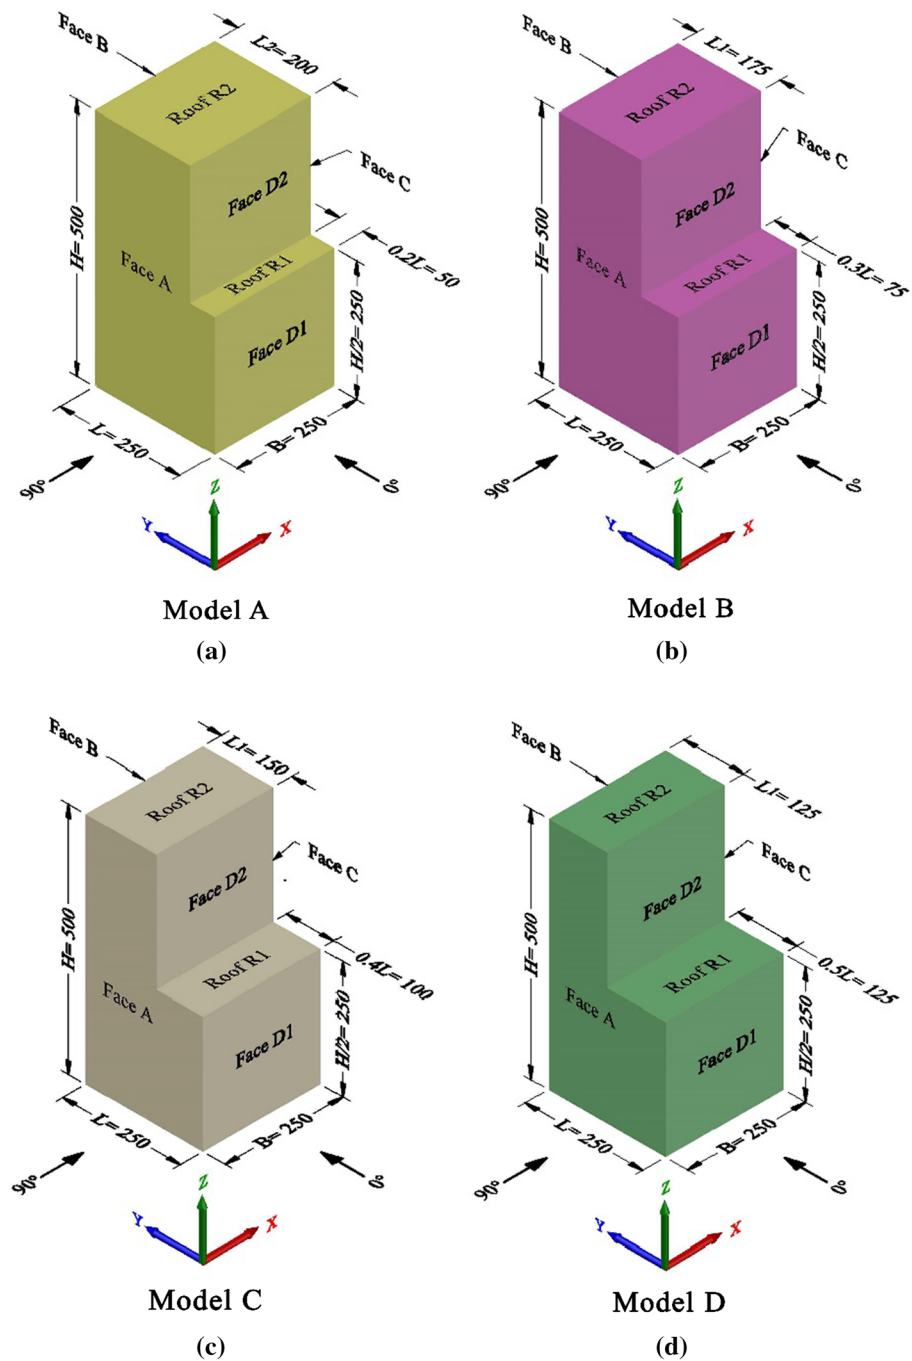 Face B
L2= 200
Roof R2
Face C
Face D2
H= 500
Face A
Roof R1
0.2L= 50
Face D1
H/2= 250
L= 250
B= 250
90°
0°
Z
Y
X
Model A
(a)
Face B
L1= 175
Roof R2
Face C
Face D2
H= 500
Face A
Roof R1
0.3L= 75
Face D1
H/2= 250
L= 250
B= 250
90°
0°
Z
Y
X
Model B
(b)
Face B
L1= 150
Roof R2
Face C
Face D2
H= 500
Face A
Roof R1
0.4L= 100
Face D1
H/2= 250
L= 250
B= 250
90°
0°
Z
Y
X
Model C
(c)
Face B
L1= 125
Roof R2
Face C
Face D2
H= 500
Face A
Roof R1
0.5L= 125
Face D1
H/2= 250
L= 250
B= 250
90°
0°
Z
Y
X
Model D
(d)